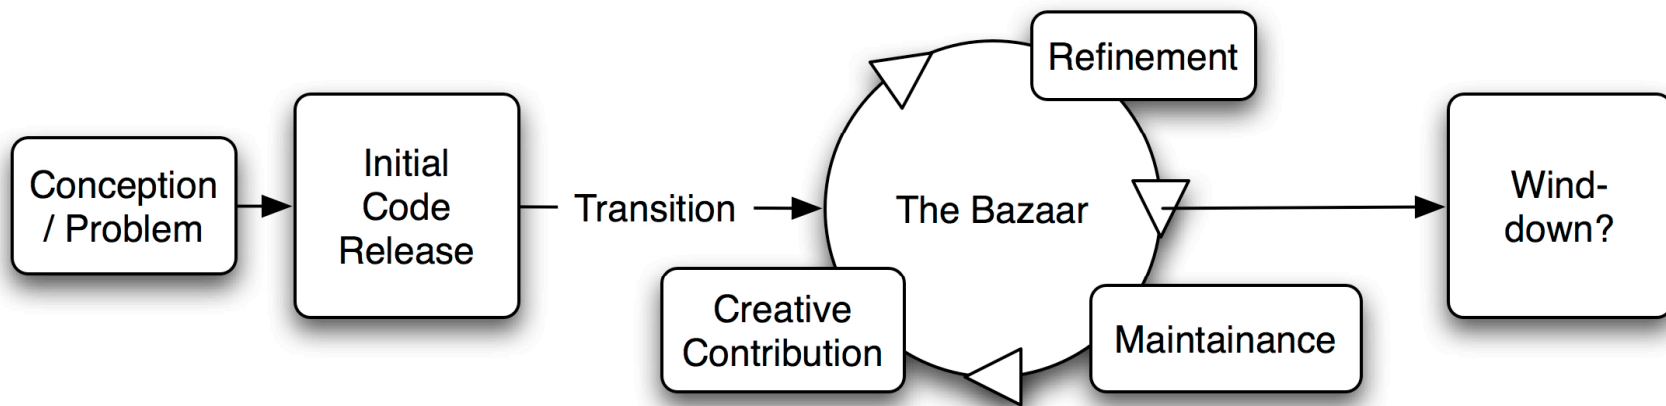 Conception
/ Problem
Initial
Code
Release
Transition
The Bazaar
Refinement
Maintainance
Creative
Contribution
Wind-
down?